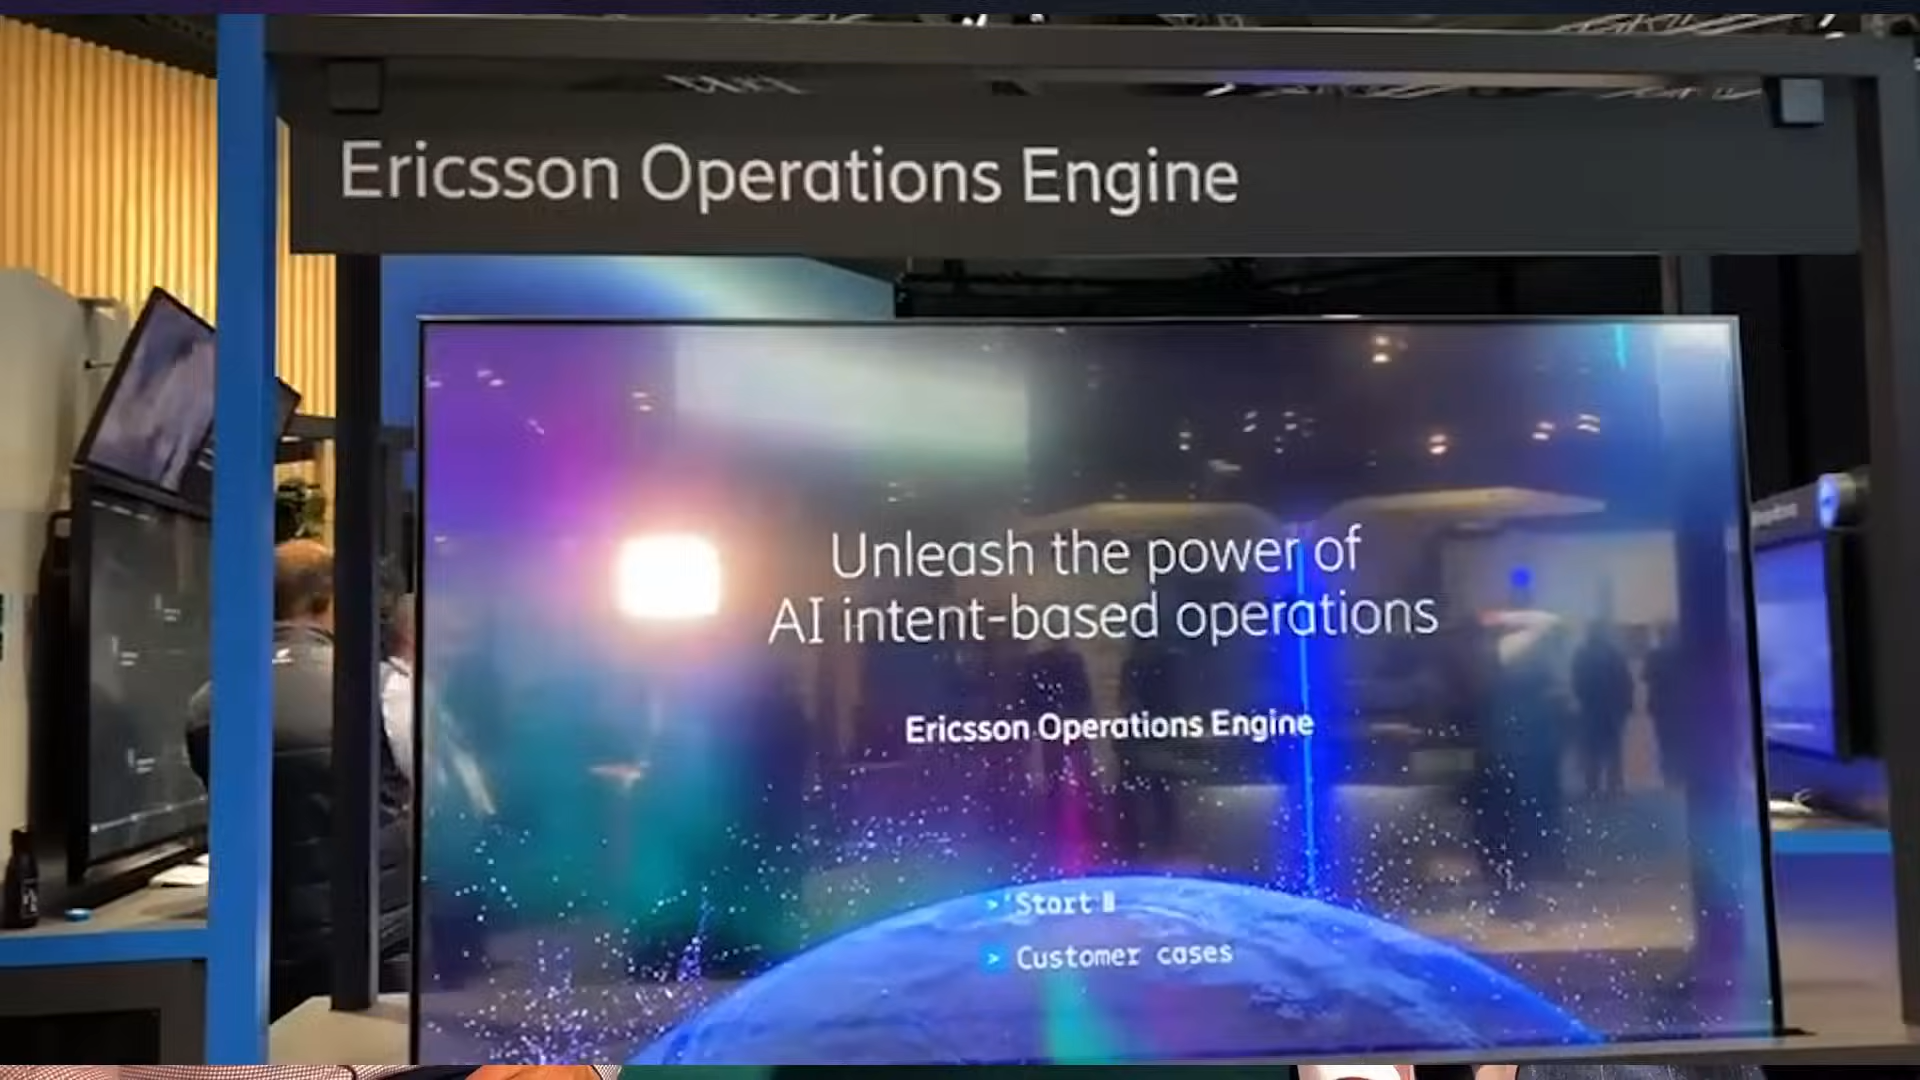 Ericsson Operations Engine
Unleash the power of
AI intent-based operations
Ericsson Operations Engine
> Start
> Customer cases